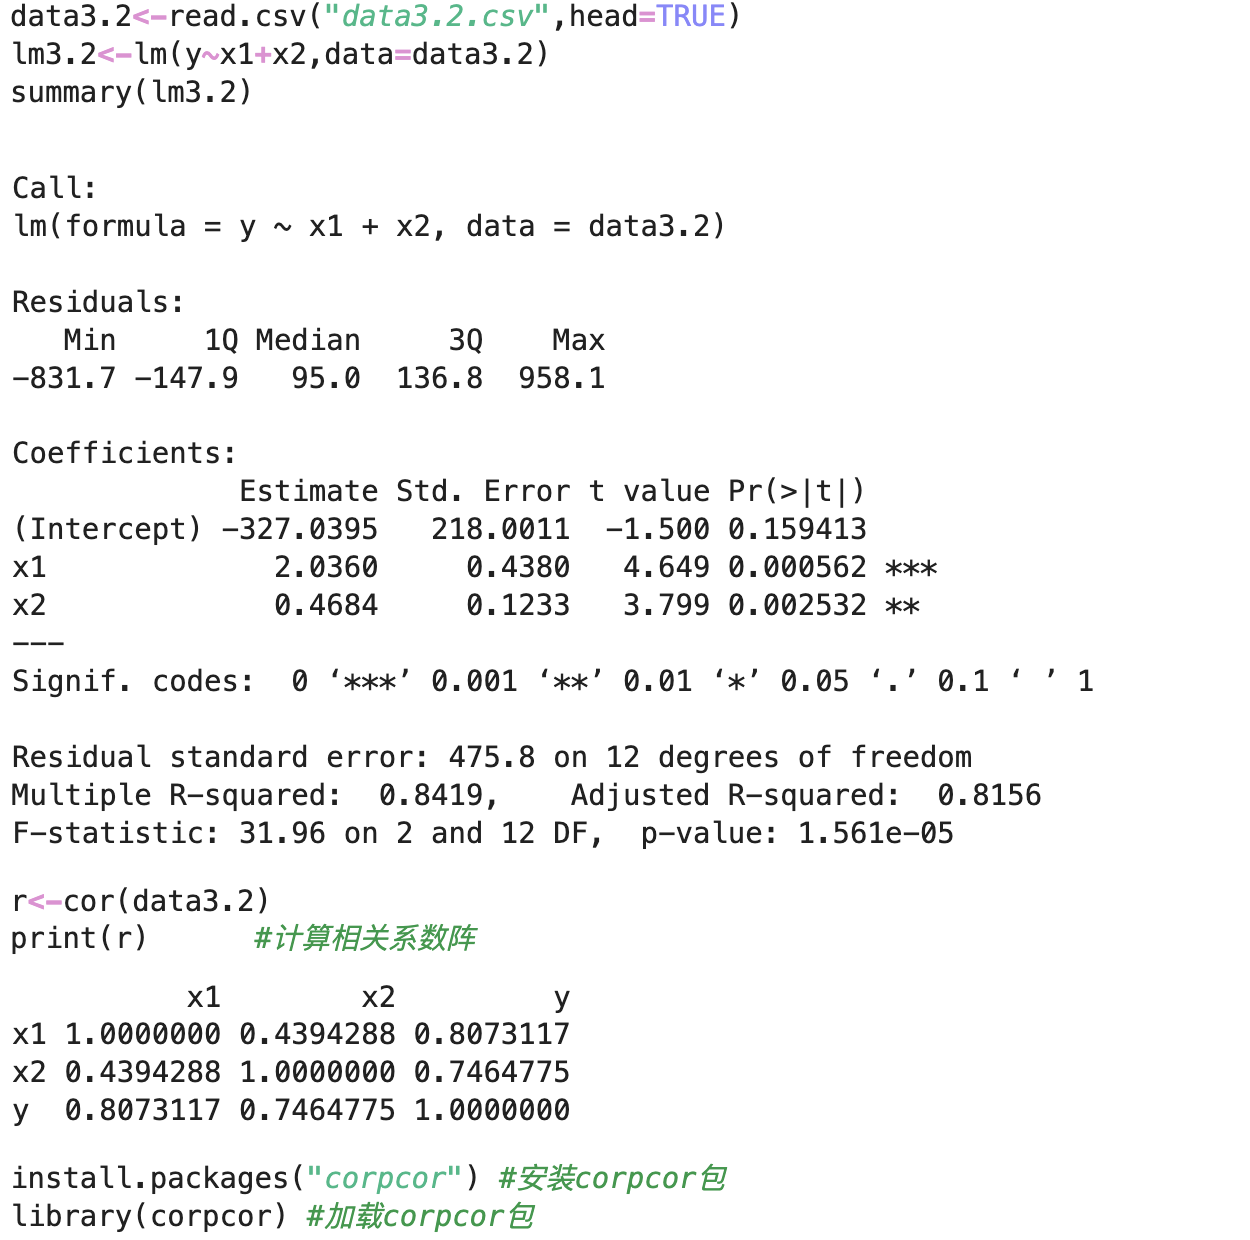 data3.2<-read.csv("data3.2.csv",head=TRUE)
lm3.2<-lm(y~x1+x2,data=data3.2)
summary(lm3.2)
Call:
lm(formula = y ~ x1 + x2, data = data3.2)
Residuals:
   Min     1Q Median     3Q    Max
-831.7 -147.9   95.0  136.8  958.1
Coefficients:
             Estimate Std. Error t value Pr(>|t|)
(Intercept) -327.0395   218.0011  -1.500 0.159413
x1             2.0360     0.4380   4.649 0.000562 ***
x2             0.4684     0.1233   3.799 0.002532 **
---
Signif. codes:  0 ‘***’ 0.001 ‘**’ 0.01 ‘*’ 0.05 ‘.’ 0.1 ‘ ’ 1
Residual standard error: 475.8 on 12 degrees of freedom
Multiple R-squared:  0.8419,    Adjusted R-squared:  0.8156
F-statistic: 31.96 on 2 and 12 DF,  p-value: 1.561e-05
r<-cor(data3.2)
print(r)      #计算相关系数阵
          x1        x2         y
x1 1.0000000 0.4394288 0.8073117
x2 0.4394288 1.0000000 0.7464775
y  0.8073117 0.7464775 1.0000000
install.packages("corpcor") #安装corpcor包
library(corpcor) #加载corpcor包